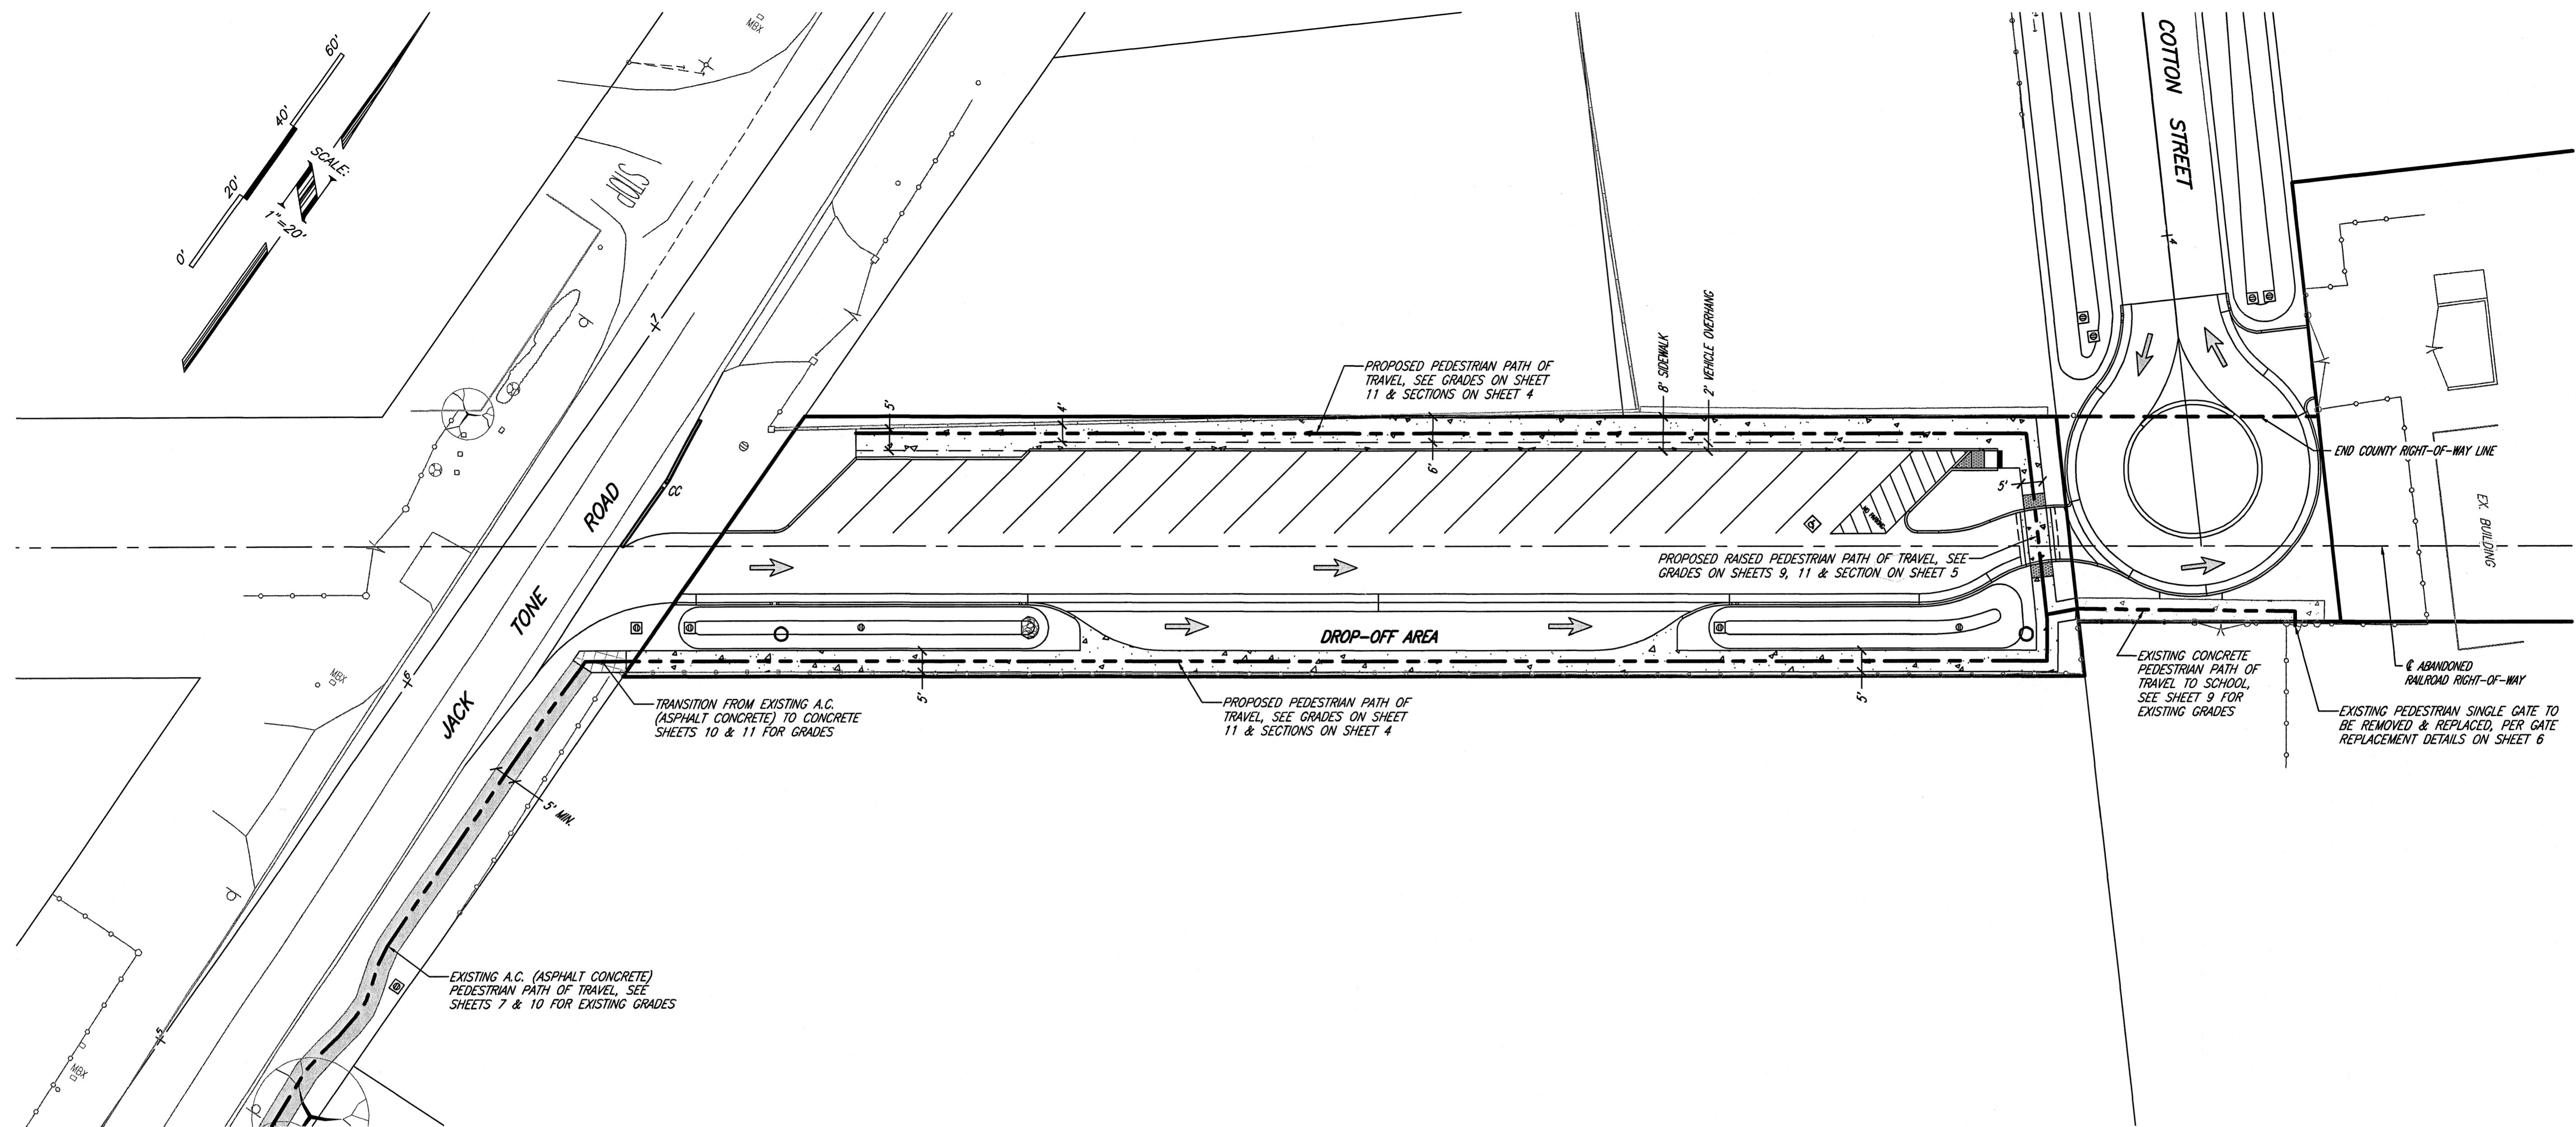 60'
40'
20'
0'
SCALE:
1"=20'
MBX
STOP
COTTON STREET
4
7
PROPOSED PEDESTRIAN PATH OF
TRAVEL, SEE GRADES ON SHEET
11 & SECTIONS ON SHEET 4
8' SIDEWALK
2' VEHICLE OVERHANG
5'
4'
6'
END COUNTY RIGHT-OF-WAY LINE
EX. BUILDING
CC
5'
NO PARKING
PROPOSED RAISED PEDESTRIAN PATH OF TRAVEL, SEE
GRADES ON SHEETS 9, 11 & SECTION ON SHEET 5
JACK TONE ROAD
DROP-OFF AREA
MBX
6
5'
5'
TRANSITION FROM EXISTING A.C.
(ASPHALT CONCRETE) TO CONCRETE
SHEETS 10 & 11 FOR GRADES
PROPOSED PEDESTRIAN PATH OF
TRAVEL, SEE GRADES ON SHEET
11 & SECTIONS ON SHEET 4
EXISTING CONCRETE
PEDESTRIAN PATH OF
TRAVEL TO SCHOOL,
SEE SHEET 9 FOR
EXISTING GRADES
℄ ABANDONED
RAILROAD RIGHT-OF-WAY
EXISTING PEDESTRIAN SINGLE GATE TO
BE REMOVED & REPLACED, PER GATE
REPLACEMENT DETAILS ON SHEET 6
5' MIN.
EXISTING A.C. (ASPHALT CONCRETE)
PEDESTRIAN PATH OF TRAVEL, SEE
SHEETS 7 & 10 FOR EXISTING GRADES
5
MBX